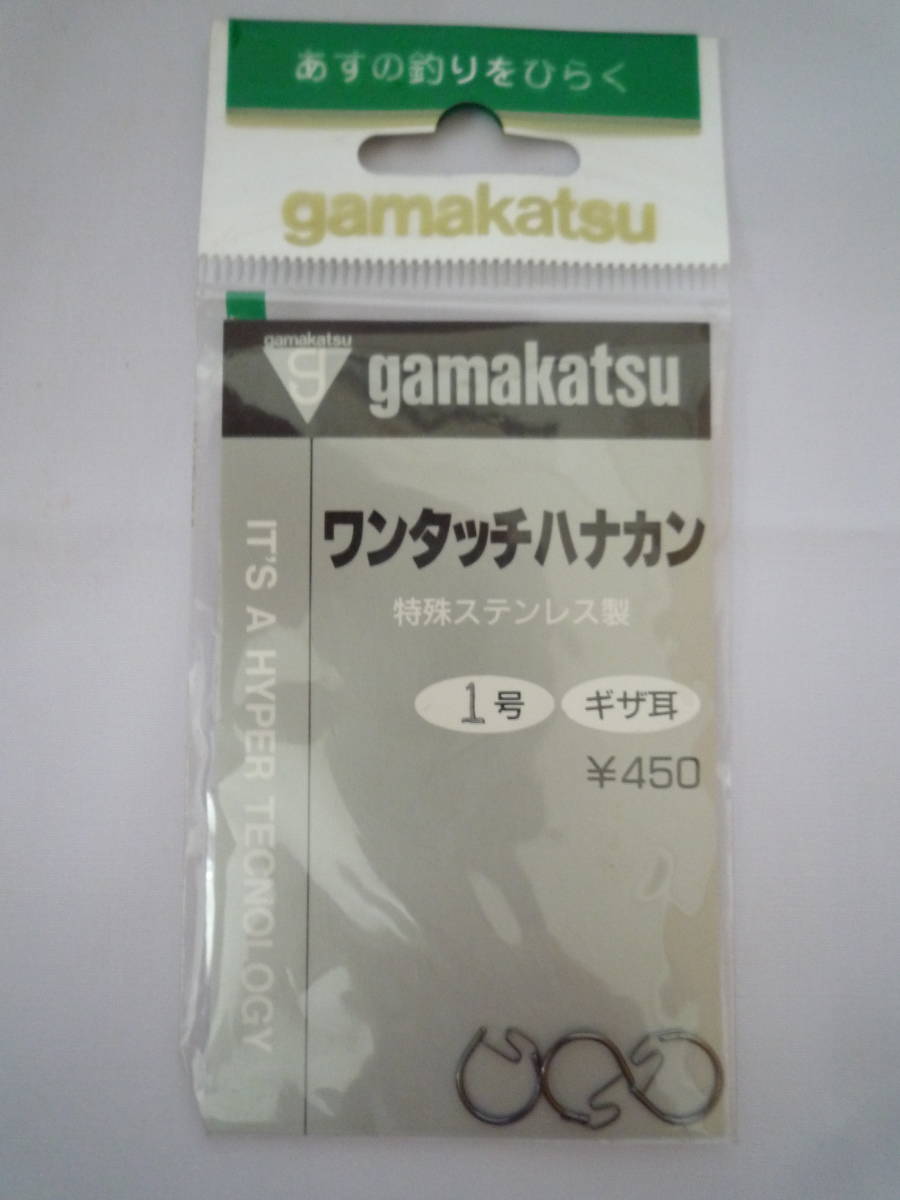 あすの釣りをひらく
gamakatsu
gamakatsu
g
gamakatsu
ワンタッチハナカン
特殊ステンレス製
1号
ギザ耳
¥450
IT'S A HYPER TECNOLOGY